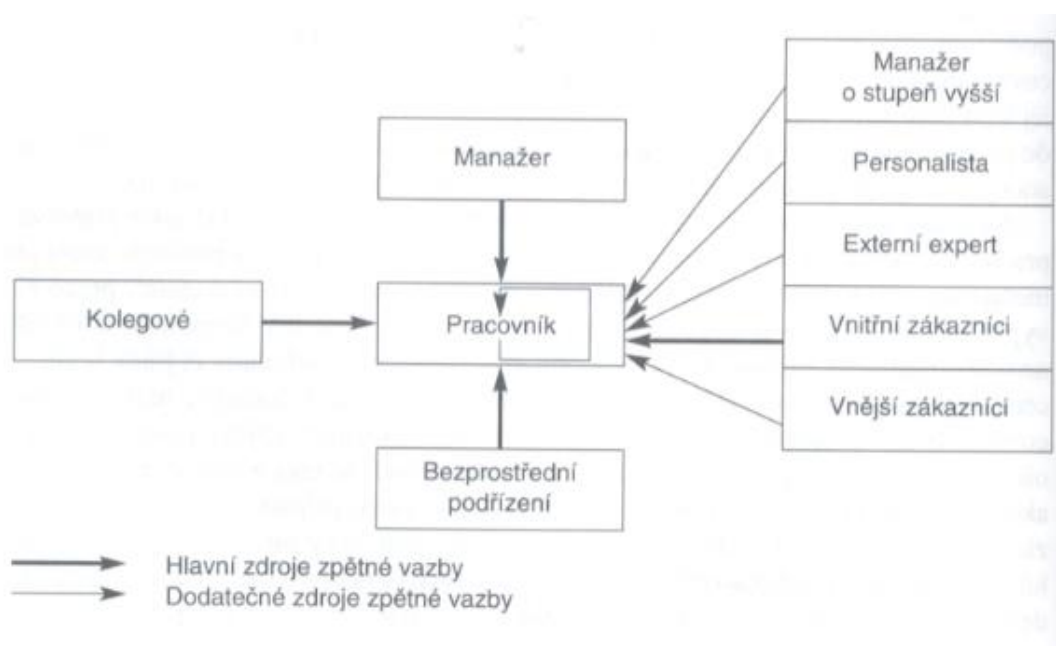 Manažer
o stupeň vyšší
Manažer
Personalista
Externí expert
Kolegové
Pracovník
Vnitřní zákazníci
Vnější zákazníci
Bezprostřední
podřízení
Hlavní zdroje zpětné vazby
Dodatečné zdroje zpětné vazby